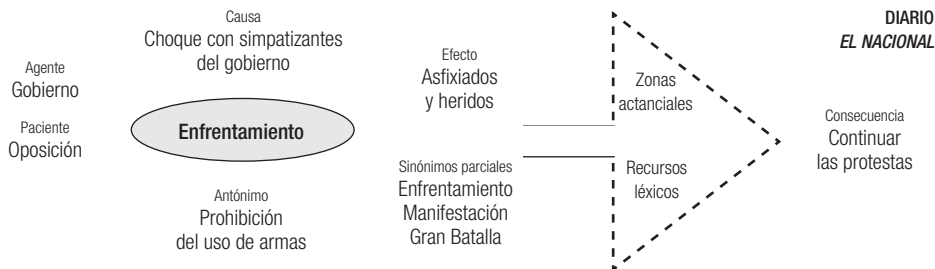 DIARIO
EL NACIONAL
Causa
Choque con simpatizantes
del gobierno
Agente
Gobierno
Paciente
Oposición
Enfrentamiento
Antónimo
Prohibición
del uso de armas
Efecto
Asfixiados
y heridos
Sinónimos parciales
Enfrentamiento
Manifestación
Gran Batalla
Zonas
actanciales
Recursos
léxicos
Consecuencia
Continuar
las protestas